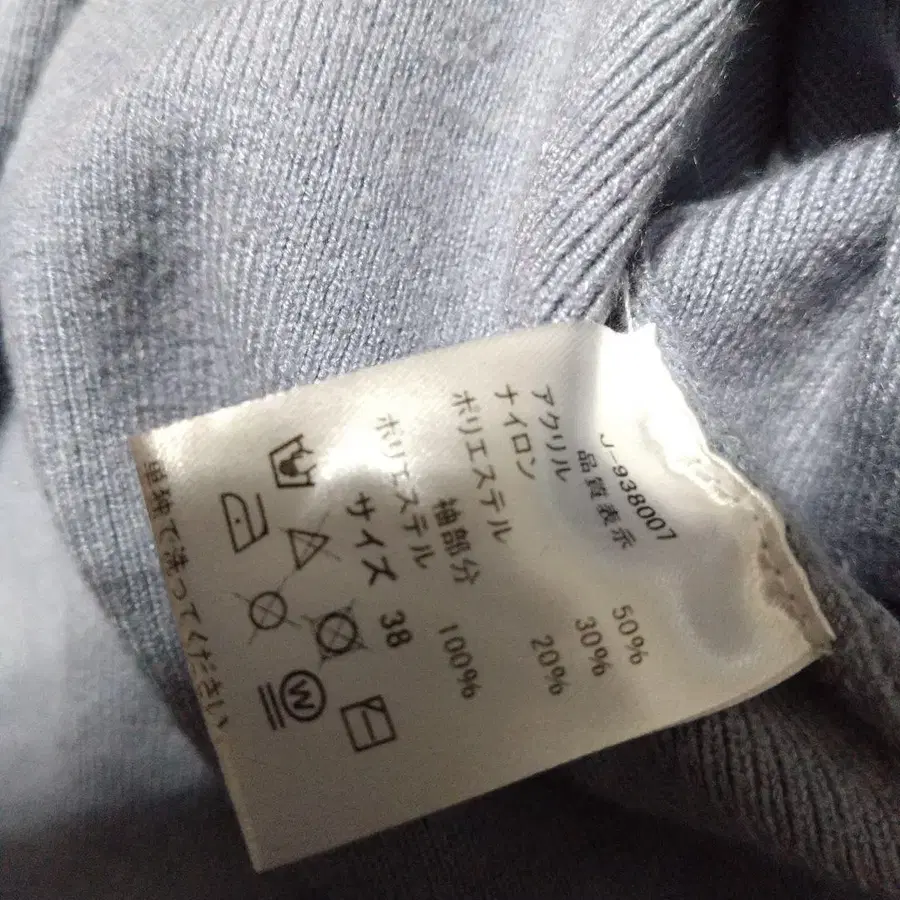 J-938007
品質表示
アクリル 50%
ナイロン 30%
ポリエステル 20%
袖部分
ポリエステル 100%
サイズ 38
W
単独で洗ってください